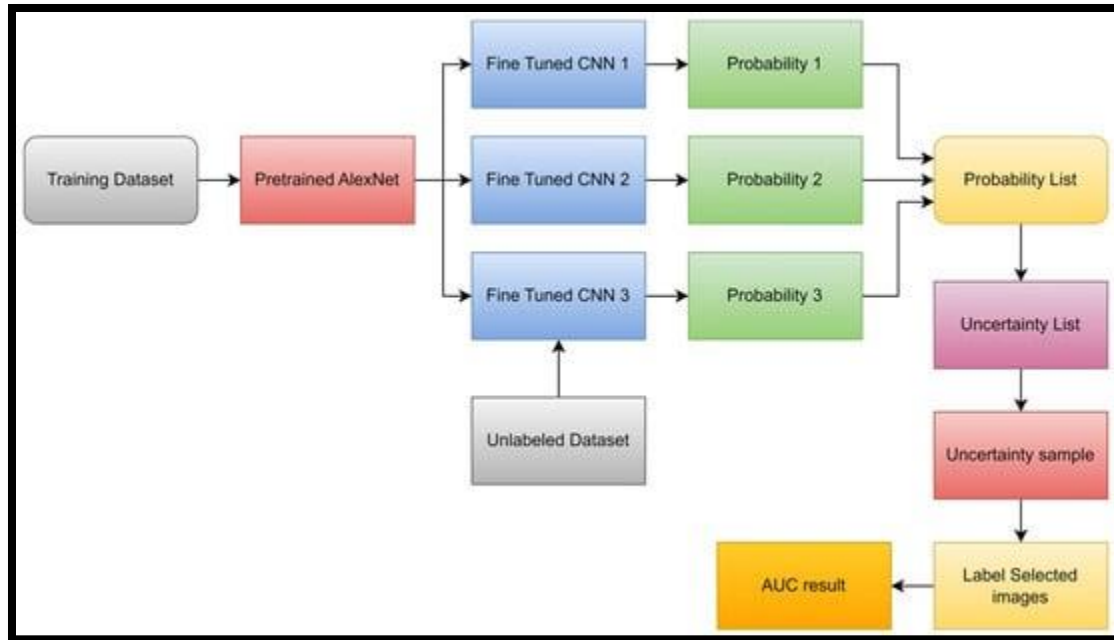 Fine Tuned CNN 1
Probability 1
Training Dataset
Pretrained AlexNet
Fine Tuned CNN 2
Probability 2
Probability List
Fine Tuned CNN 3
Probability 3
Uncertainty List
Unlabeled Dataset
Uncertainty sample
AUC result
Label Selected
images